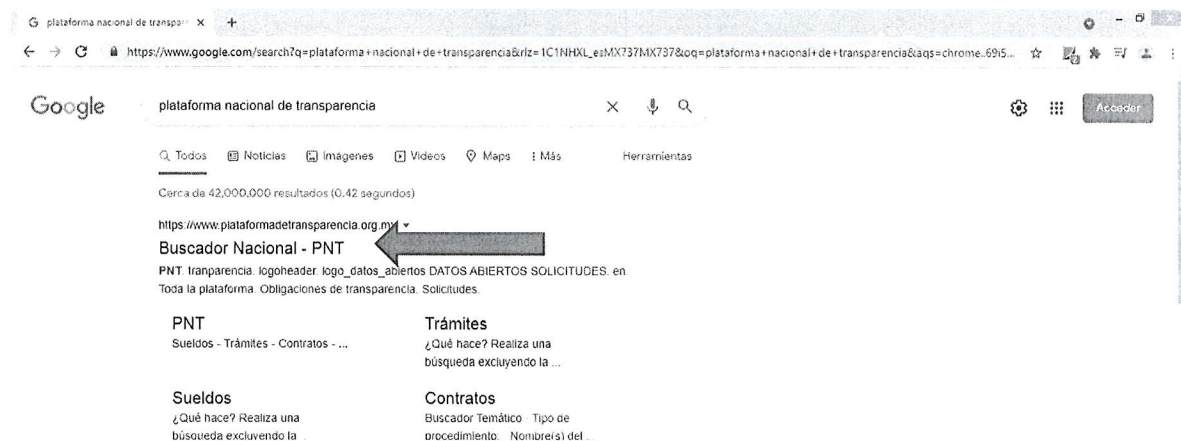 G plataforma nacional de transpar × +
https://www.google.com/search?q=plataforma+nacional+de+transparencia&rlz=1C1NHXL_esMX737MX737&oq=plataforma+nacional+de+transparencia&aqs=chrome..69i5...
Google plataforma nacional de transparencia Acceder
Todos Noticias Imágenes Videos Maps Más Herramientas
Cerca de 42,000,000 resultados (0.42 segundos)
https://www.plataformadetransparencia.org.mx
Buscador Nacional - PNT
PNT. tranparencia. logoheader. logo_datos_abiertos DATOS ABIERTOS SOLICITUDES. en.
Toda la plataforma. Obligaciones de transparencia. Solicitudes.
PNT
Sueldos - Trámites - Contratos - ...
Trámites
¿Qué hace? Realiza una
búsqueda excluyendo la ...
Sueldos
¿Qué hace? Realiza una
búsqueda excluyendo la ...
Contratos
Buscador Temático · Tipo de
procedimiento. Nombre(s) del ...